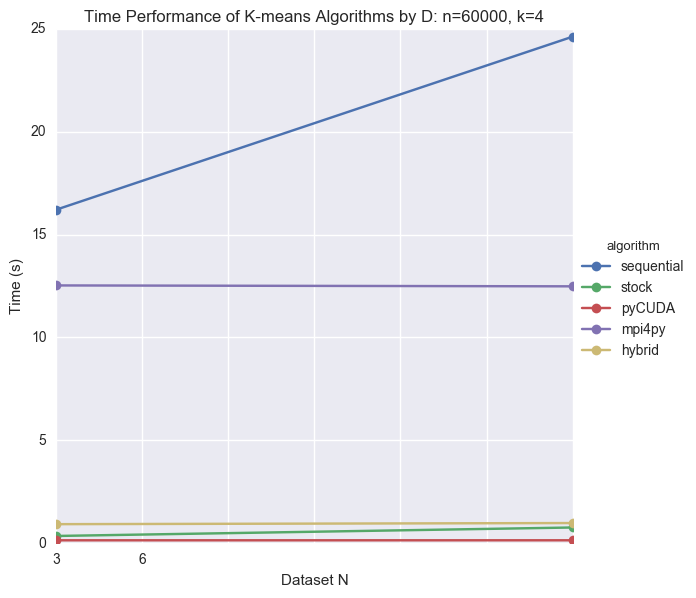 Time Performance of K-means Algorithms by D: n=60000, k=4
25
20
15
10
5
0
3 6
Time (s)
Dataset N
algorithm
sequential
stock
pyCUDA
mpi4py
hybrid